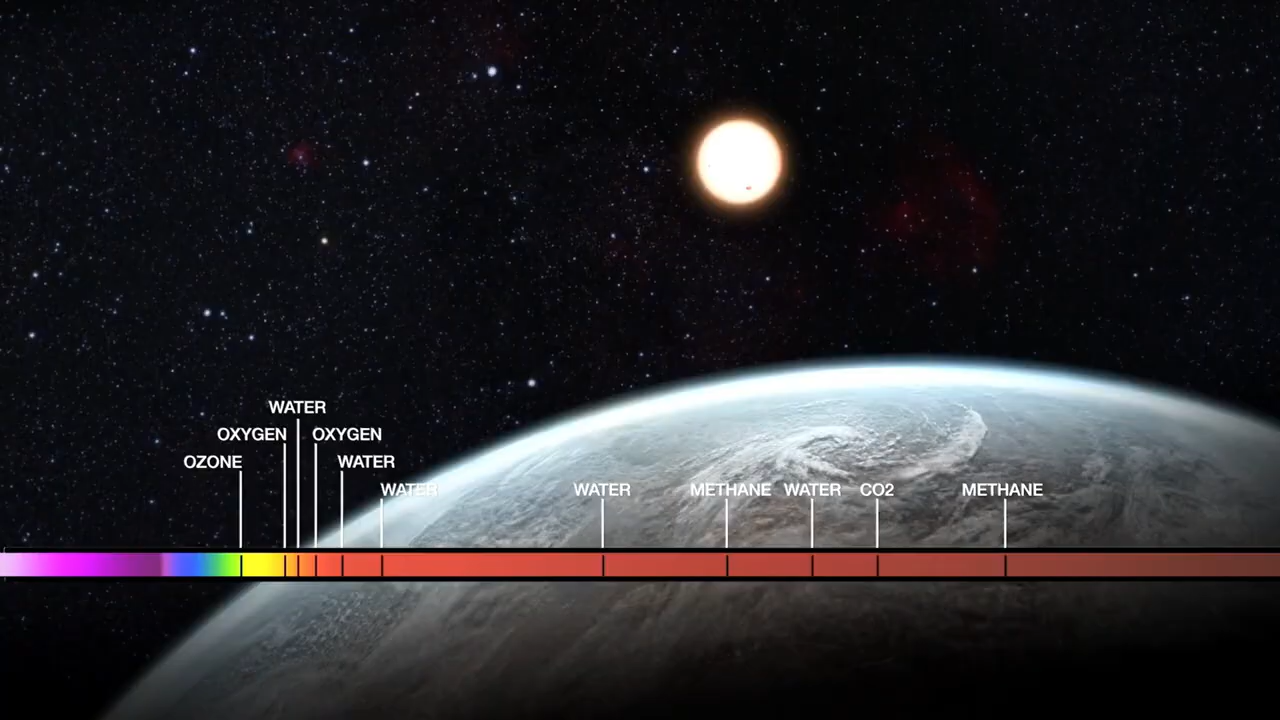 WATER
OXYGEN OXYGEN
OZONE WATER
WATER WATER METHANE WATER CO2 METHANE